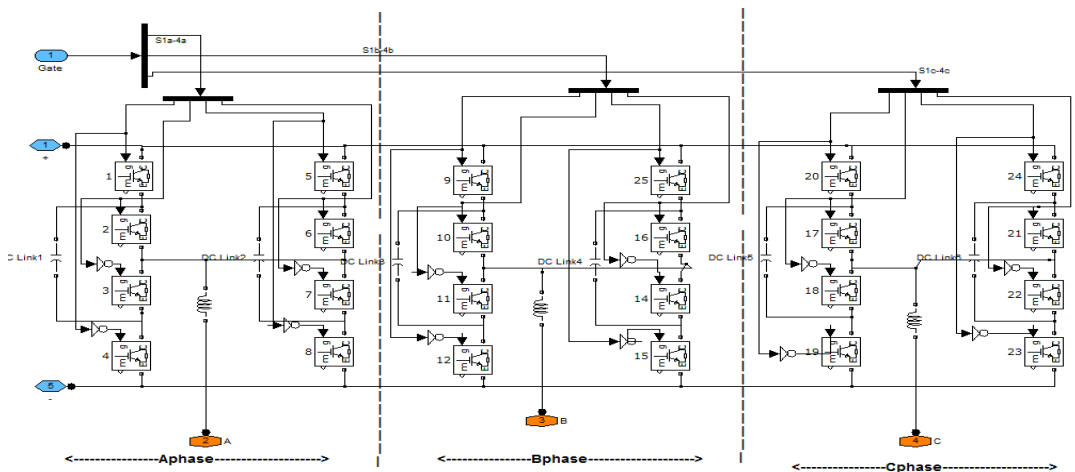 S1a-4a
S1b-4b
S1c-4c
1
Gate
1
+
1
5
9
25
20
24
2
6
10
16
17
21
C Link1
DC Link2
DC Link3
DC Link4
DC Link5
DC Link6
3
7
11
14
18
22
4
8
12
15
19
23
5
-
2 A
3 B
4 C
<-----------------Aphase----------------->
<-----------------Bphase----------------->
<-----------------Cphase----------------->